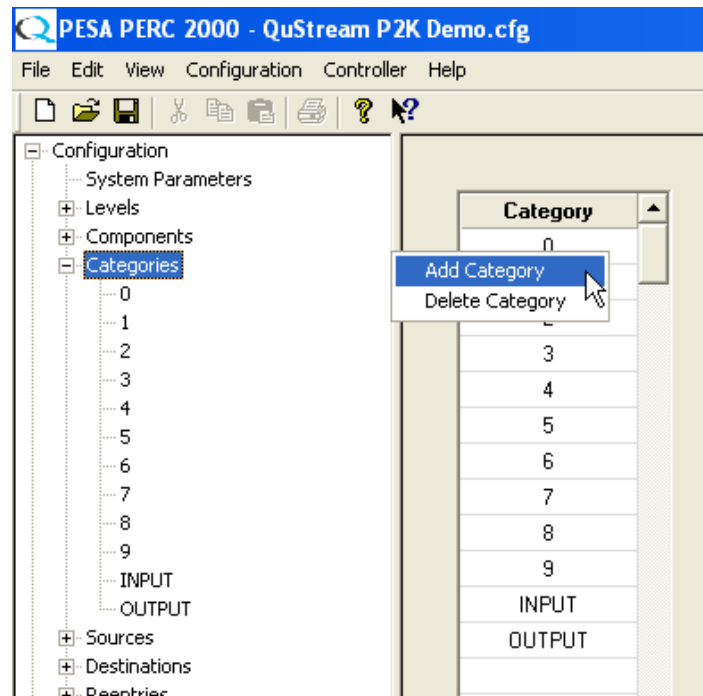 PESA PERC 2000 - QuStream P2K Demo.cfg
File Edit View Configuration Controller Help
Configuration
System Parameters
Levels
Components
Categories
0
1
2
3
4
5
6
7
8
9
INPUT
OUTPUT
Sources
Destinations
Reentries
Category
0
Add Category
Delete Category
3
4
5
6
7
8
9
INPUT
OUTPUT